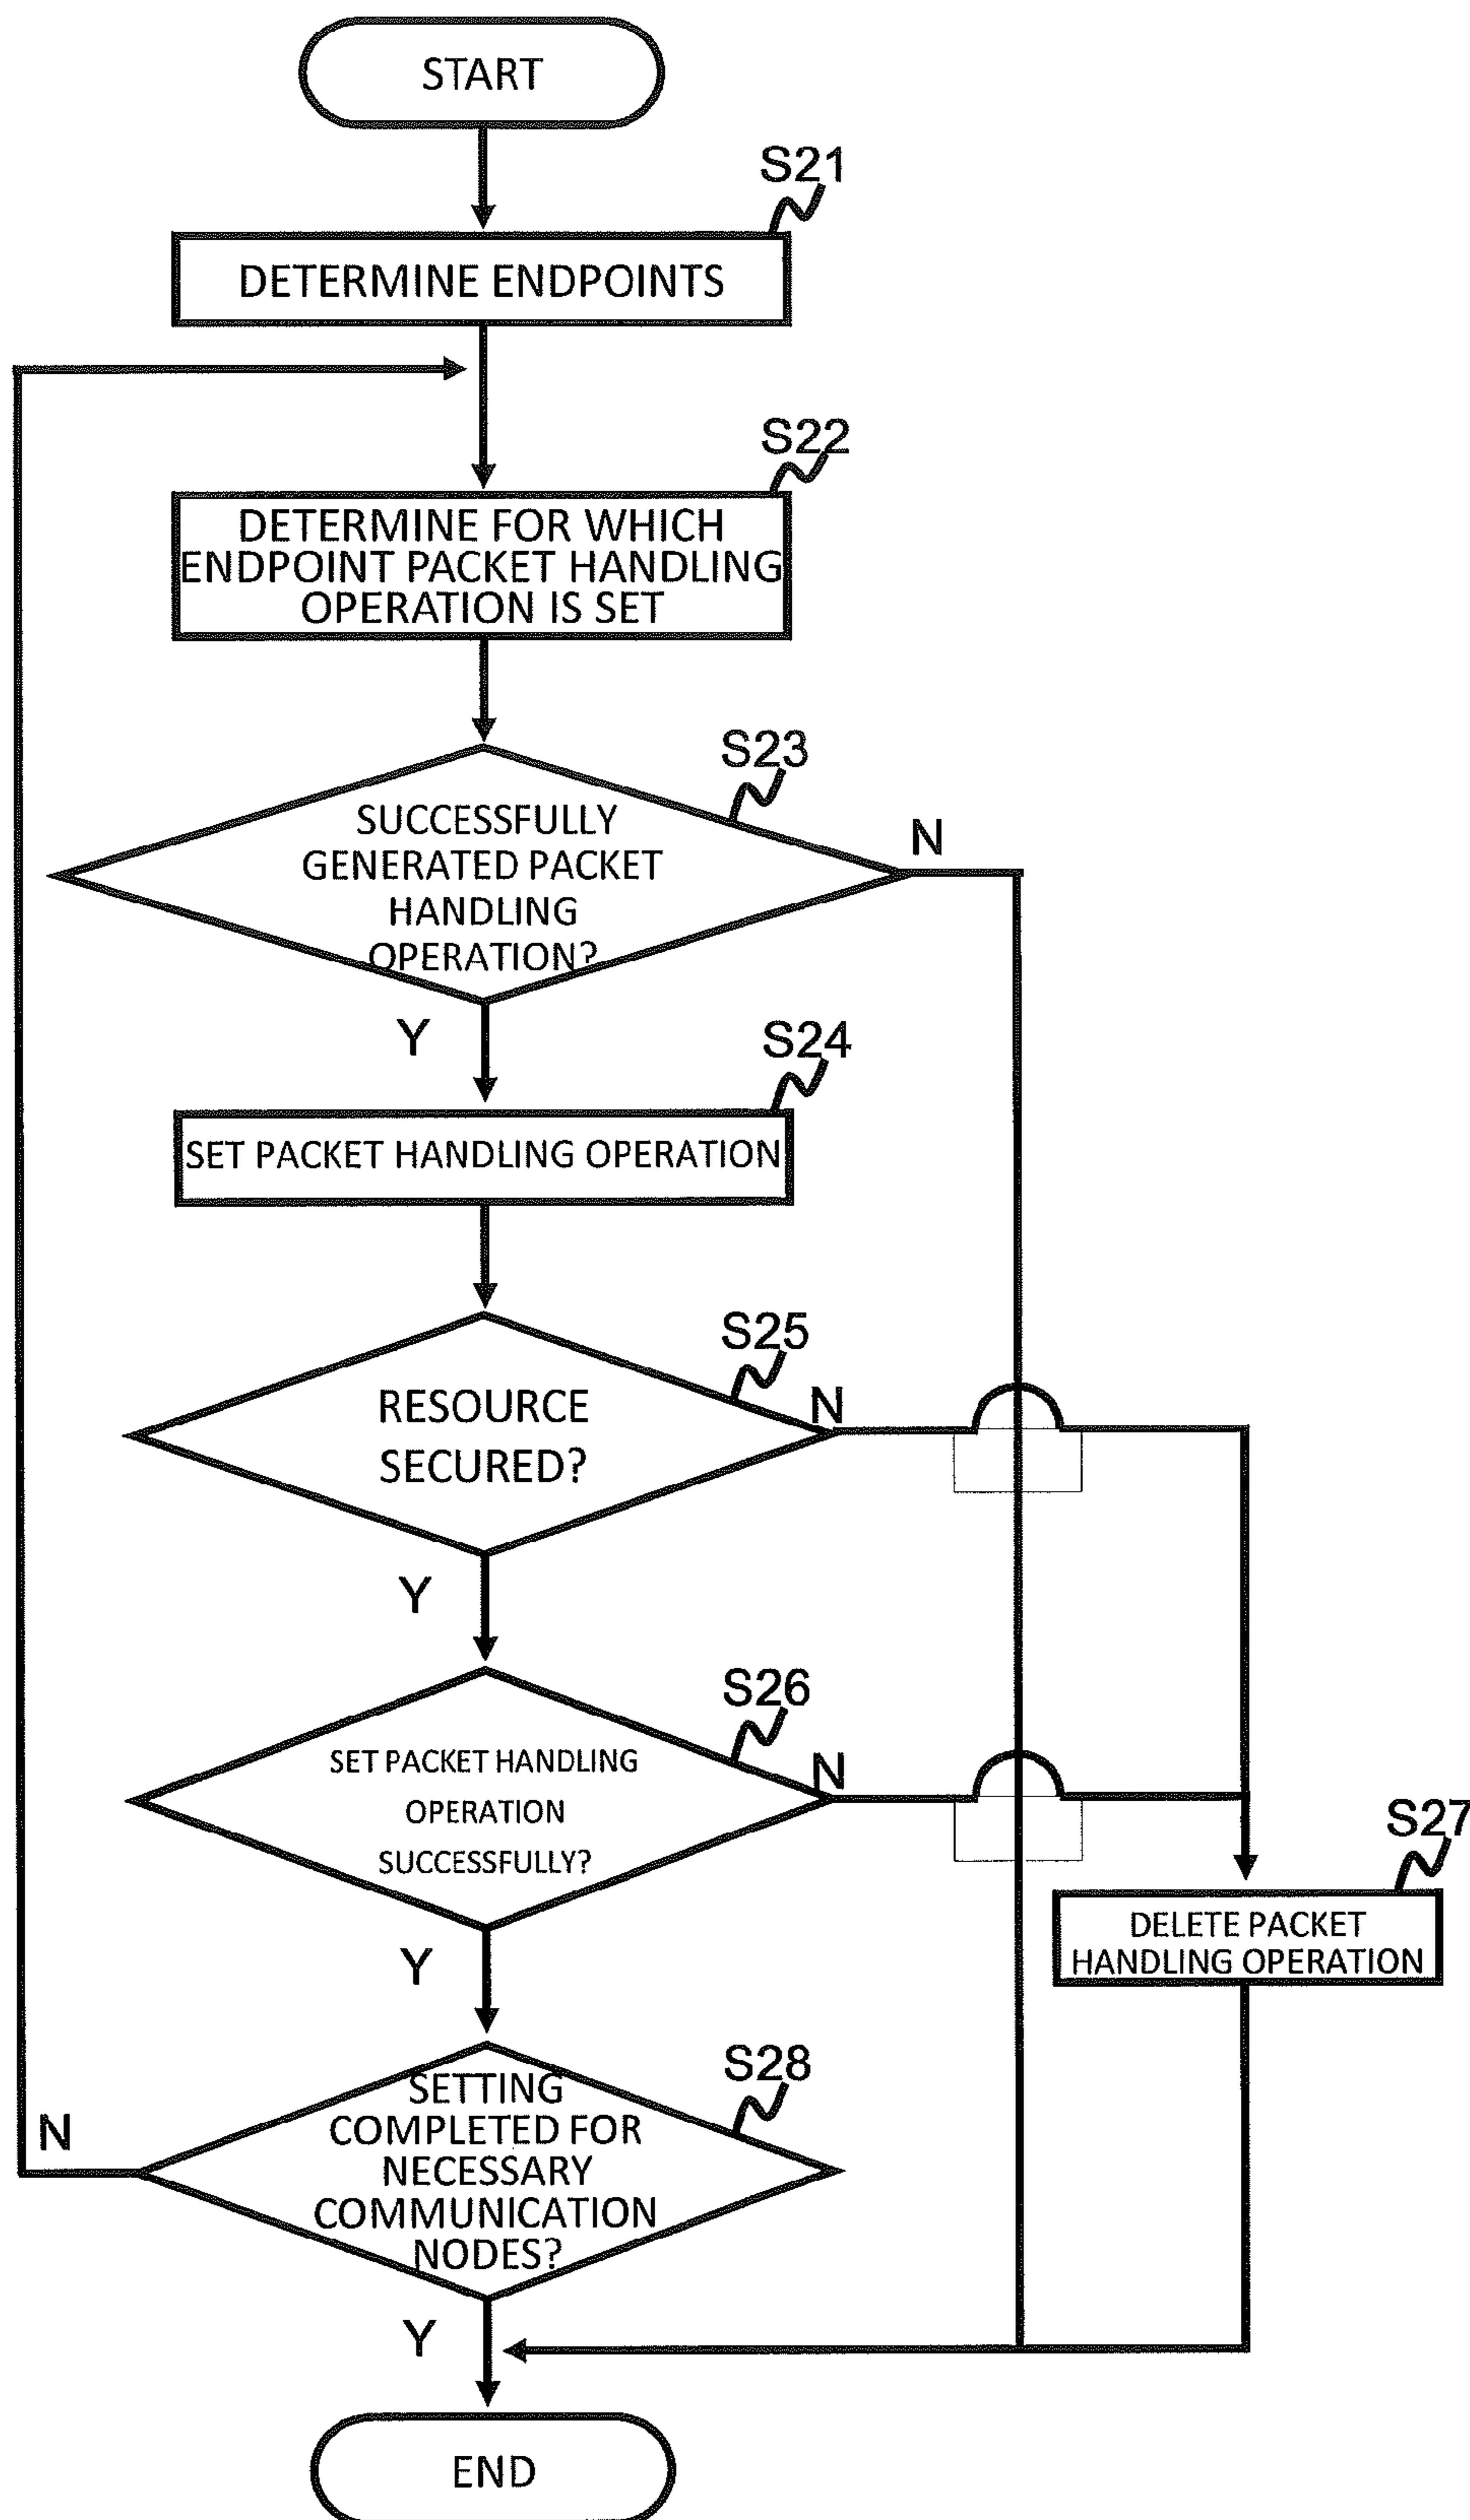 START
S21
DETERMINE ENDPOINTS
S22
DETERMINE FOR WHICH
ENDPOINT PACKET HANDLING
OPERATION IS SET
S23
SUCCESSFULLY
GENERATED PACKET
HANDLING
OPERATION?
N
Y
S24
SET PACKET HANDLING OPERATION
S25
RESOURCE
SECURED?
N
Y
S26
SET PACKET HANDLING
OPERATION
SUCCESSFULLY?
N
Y
S27
DELETE PACKET
HANDLING OPERATION
S28
SETTING
COMPLETED FOR
NECESSARY
COMMUNICATION
NODES?
N
Y
END